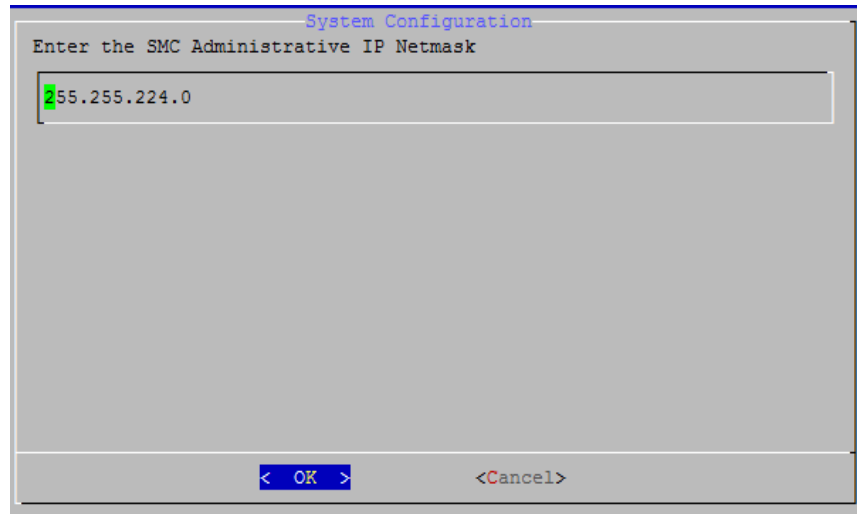 System Configuration
Enter the SMC Administrative IP Netmask
255.255.224.0
< OK > <Cancel>